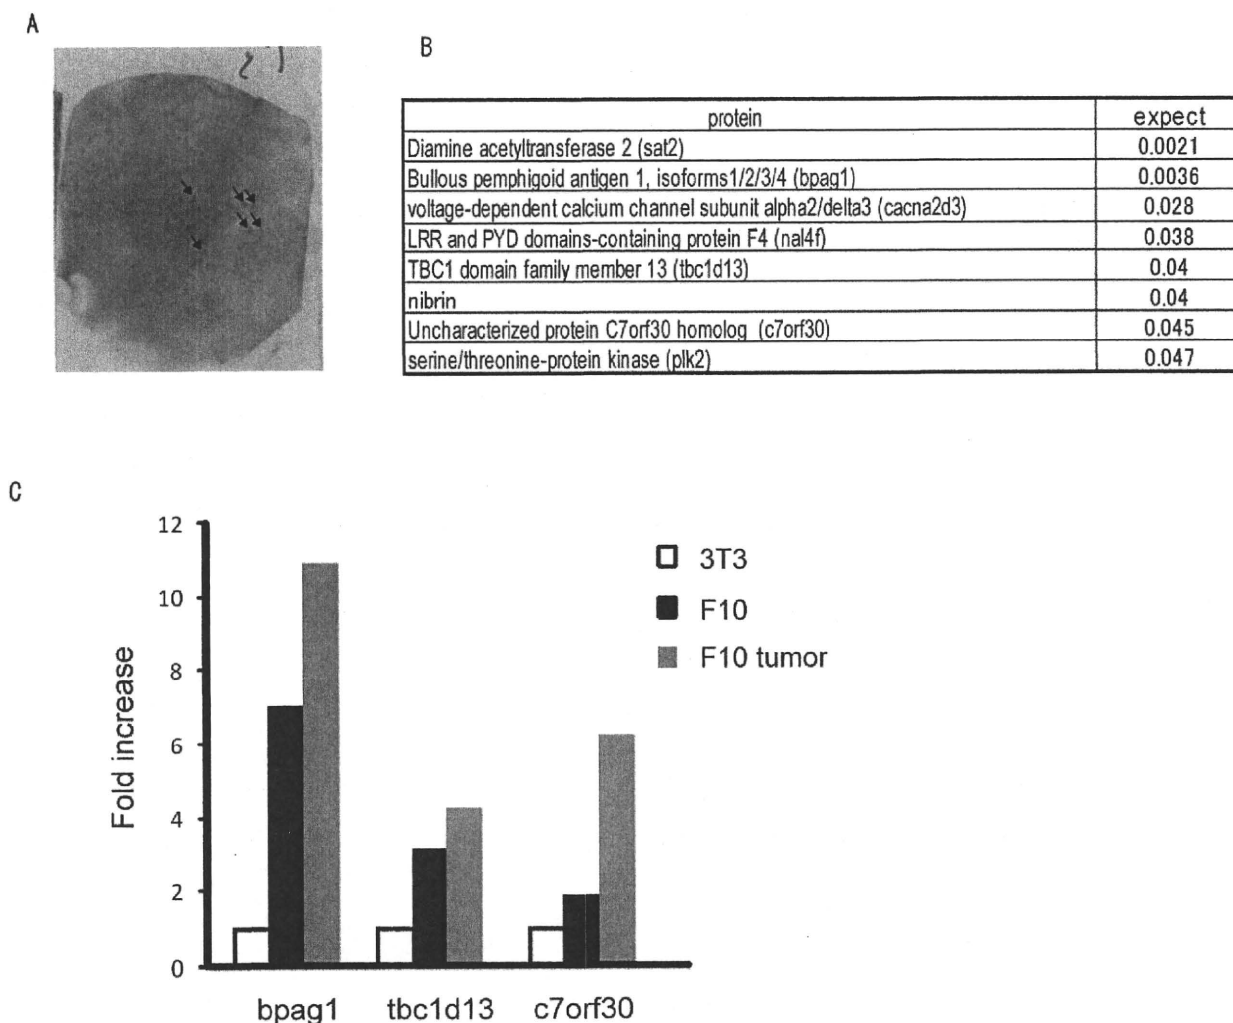 A
B
protein expect
Diamine acetyltransferase 2 (sat2) 0.0021
Bullous pemphigoid antigen 1, isoforms1/2/3/4 (bpag1) 0.0036
voltage-dependent calcium channel subunit alpha2/delta3 (cacna2d3) 0.028
LRR and PYD domains-containing protein F4 (nal4f) 0.038
TBC1 domain family member 13 (tbc1d13) 0.04
nibrin 0.04
Uncharacterized protein C7orf30 homolog (c7orf30) 0.045
serine/threonine-protein kinase (plk2) 0.047
C
Fold increase
12
10
8
6
4
2
0
3T3
F10
F10 tumor
bpag1 tbc1d13 c7orf30